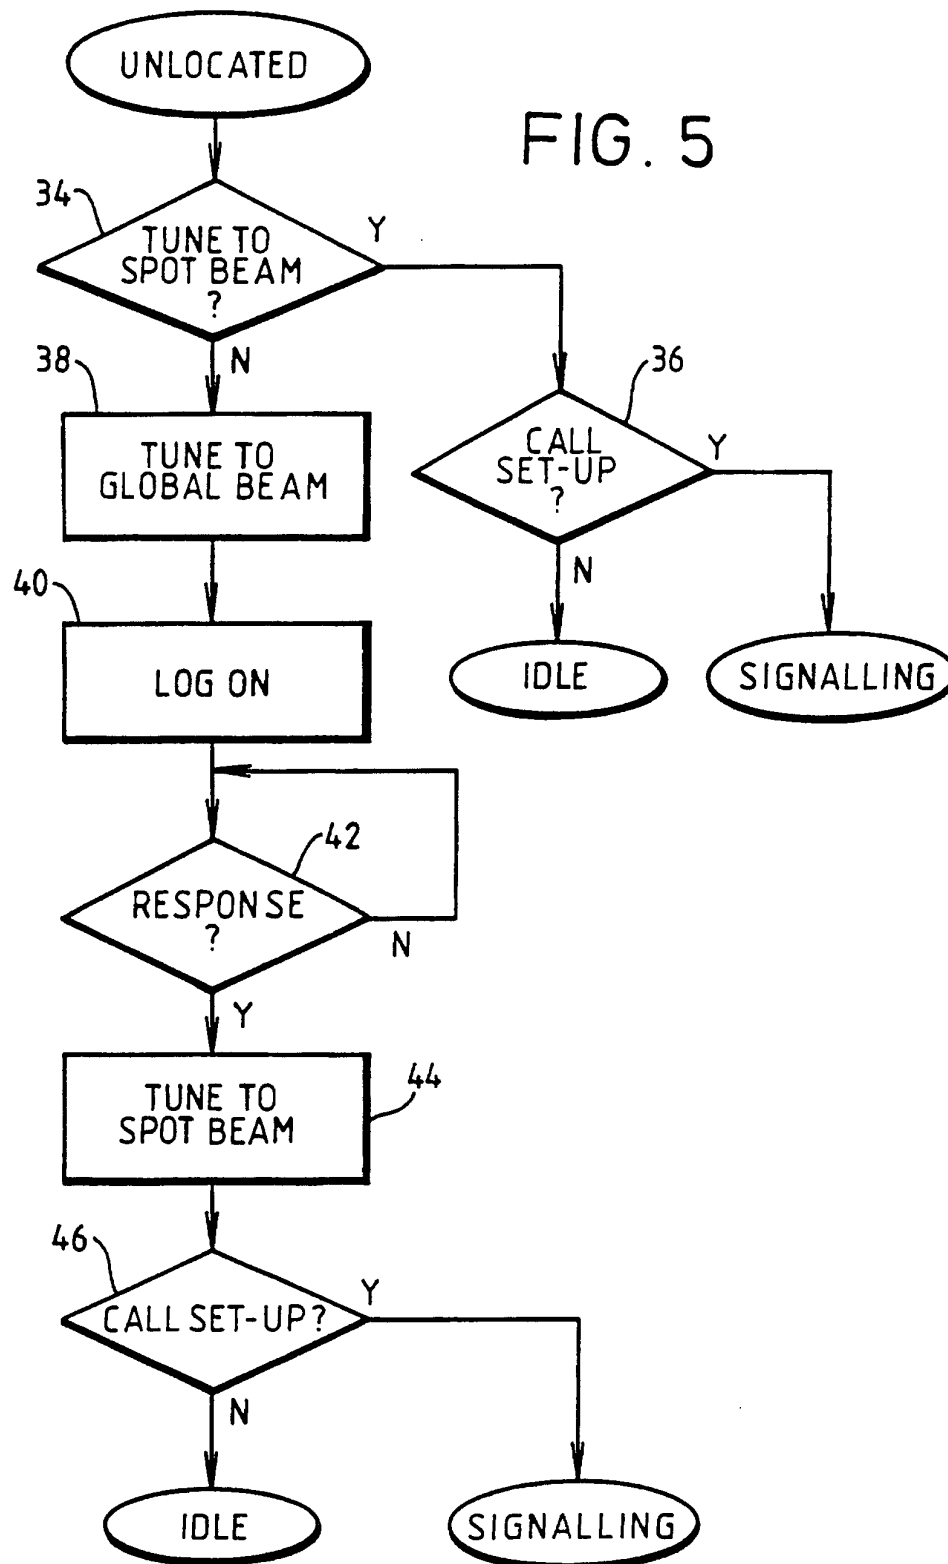 UNLOCATED
FIG. 5
34
TUNE TO
SPOT BEAM
?
Y
N
38
36
TUNE TO
GLOBAL BEAM
CALL
SET-UP
?
Y
N
40
LOG ON
IDLE
SIGNALLING
42
RESPONSE
?
N
Y
44
TUNE TO
SPOT BEAM
46
CALL SET-UP?
Y
N
IDLE
SIGNALLING